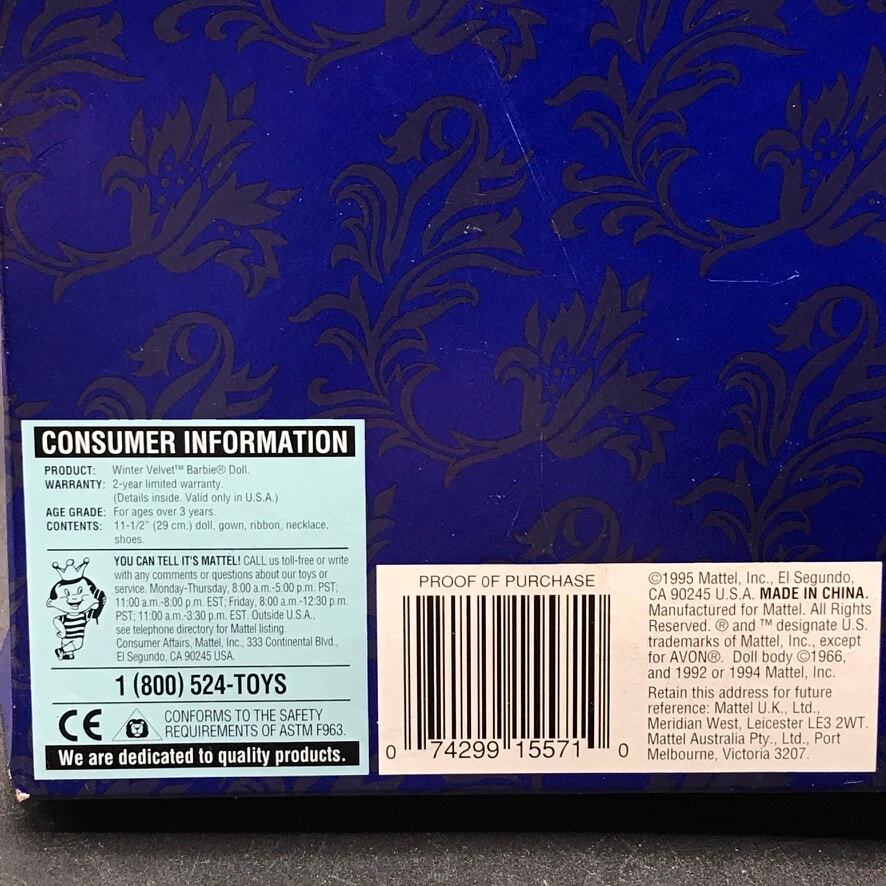 CONSUMER INFORMATION
PRODUCT: Winter Velvet™ Barbie® Doll.
WARRANTY: 2-year limited warranty.
(Details inside. Valid only in U.S.A.)
AGE GRADE: For ages over 3 years.
CONTENTS: 11-1/2" (29 cm.) doll, gown, ribbon, necklace,
shoes.
YOU CAN TELL IT'S MATTEL! CALL us toll-free or write
with any comments or questions about our toys or
service. Monday-Thursday, 8:00 a.m.-5:00 p.m. PST;
11:00 a.m.-8:00 p.m. EST; Friday, 8:00 a.m.-12:30 p.m.
PST; 11:00 a.m.-3:30 p.m. EST. Outside U.S.A.,
see telephone directory for Mattel listing.
Consumer Affairs, Mattel, Inc., 333 Continental Blvd.,
El Segundo, CA 90245 USA.
1 (800) 524-TOYS
CE
CONFORMS TO THE SAFETY
REQUIREMENTS OF ASTM F963.
We are dedicated to quality products.
PROOF OF PURCHASE
0 74299 15571 0
©1995 Mattel, Inc., El Segundo,
CA 90245 U.S.A. MADE IN CHINA.
Manufactured for Mattel. All Rights
Reserved. ® and ™ designate U.S.
trademarks of Mattel, Inc., except
for AVON®. Doll body ©1966,
and 1992 or 1994 Mattel, Inc.
Retain this address for future
reference: Mattel U.K., Ltd.,
Meridian West, Leicester LE3 2WT.
Mattel Australia Pty., Ltd., Port
Melbourne, Victoria 3207.